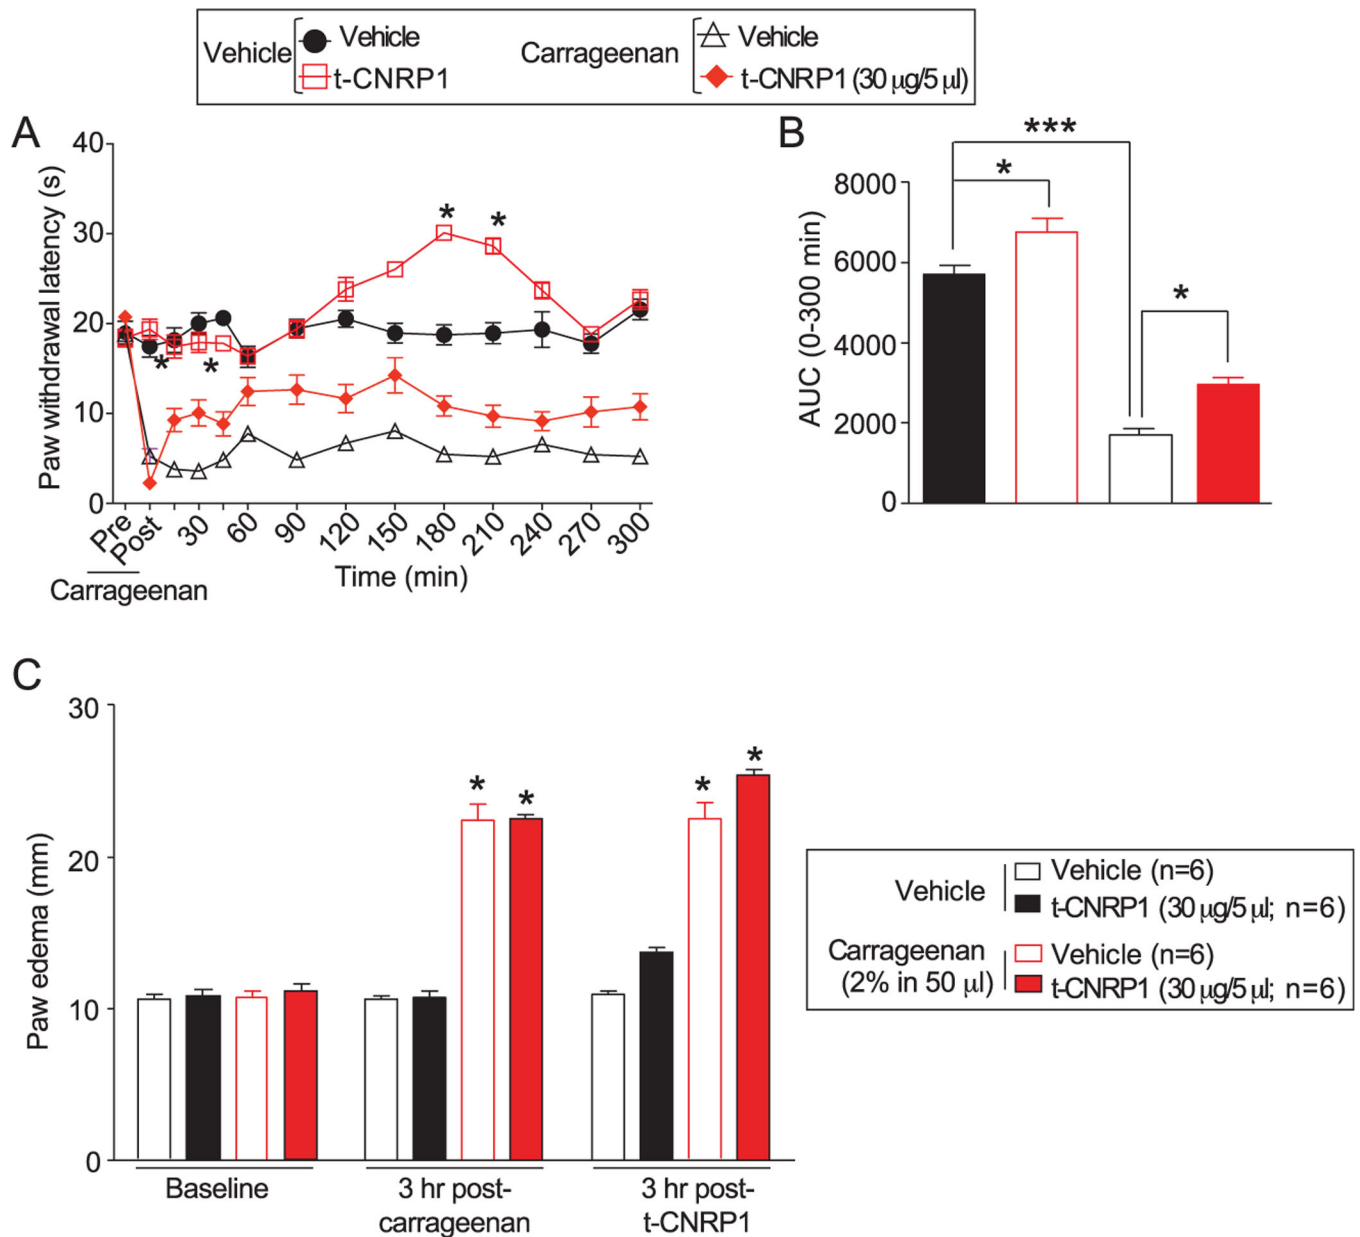 Vehicle
Vehicle
t-CNRP1
Carrageenan
Vehicle
t-CNRP1 (30 μg/5 μl)
A
Paw withdrawal latency (s)
40
30
20
10
0
* * * *
Pre Post 30 60 90 120 150 180 210 240 270 300
Carrageenan
Time (min)
B
AUC (0-300 min)
8000
6000
4000
2000
0
***
*
*
C
Paw edema (mm)
30
20
10
0
* * * *
Baseline
3 hr post-
carrageenan
3 hr post-
t-CNRP1
Vehicle
Vehicle (n=6)
t-CNRP1 (30 μg/5 μl; n=6)
Carrageenan
(2% in 50 μl)
Vehicle (n=6)
t-CNRP1 (30 μg/5 μl; n=6)